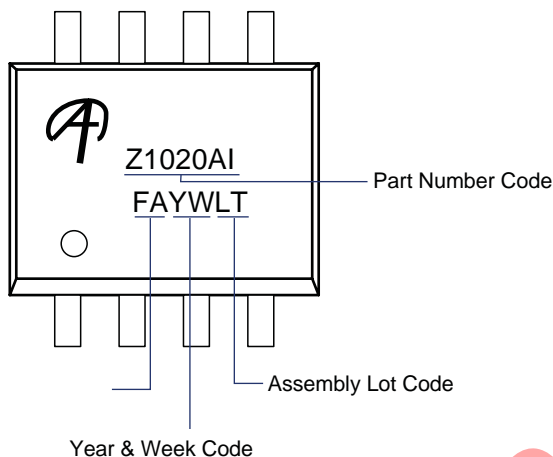 Z1020AI
Part Number Code
FAYWLT
Assembly Lot Code
Year & Week Code